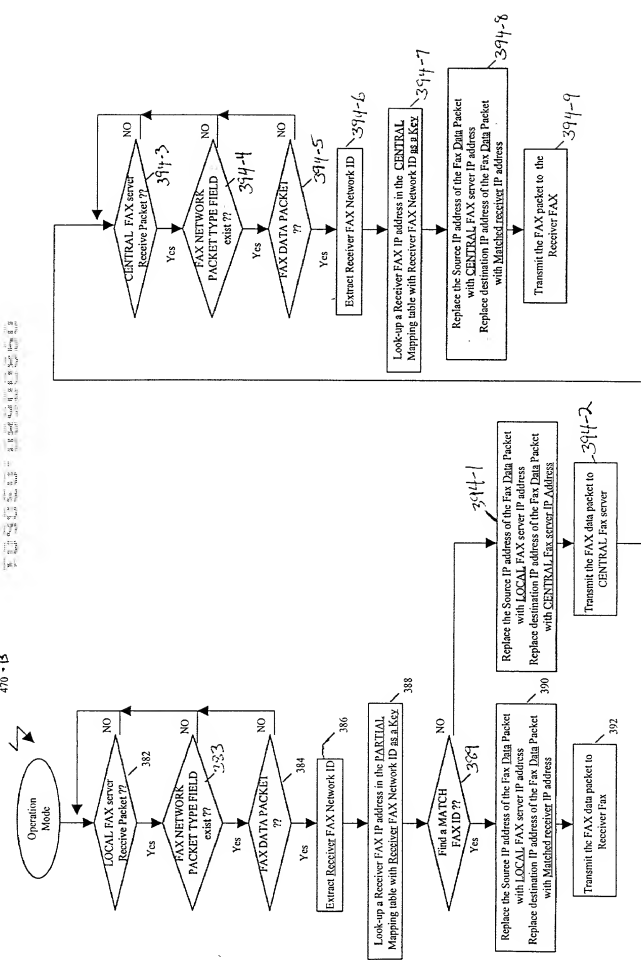 470 - B
Operation
Mode
LOCAL FAX server
Receive Packet ??
382
NO
Yes
FAX NETWORK
PACKET TYPE FIELD
exist ??
383
NO
Yes
FAX DATA PACKET
??
384
NO
Yes
Extract Receiver FAX Network ID
386
Look-up a Receiver FAX IP address in the PARTIAL
Mapping table with Receiver FAX Network ID as a Key
388
Find a MATCH
FAX ID ??
389
NO
Yes
Replace the Source IP address of the Fax Data Packet
with LOCAL FAX server IP address
Replace destination IP address of the Fax Data Packet
with Matched receiver IP address
390
Transmit the FAX data packet to
Receiver Fax
392
394-1
Replace the Source IP address of the Fax Data Packet
with LOCAL FAX server IP address
Replace destination IP address of the Fax Data Packet
with CENTRAL Fax server IP Address
Transmit the FAX data packet to
CENTRAL Fax server
394-2
CENTRAL FAX server
Receive Packet ??
394-3
NO
Yes
FAX NETWORK
PACKET TYPE FIELD
exist ??
394-4
NO
Yes
FAX DATA PACKET
??
394-5
NO
Yes
Extract Receiver FAX Network ID
394-6
Look-up a Receiver FAX IP address in the CENTRAL
Mapping table with Receiver FAX Network ID as a Key
394-7
Replace the Source IP address of the Fax Data Packet
with CENTRAL FAX server IP address
Replace destination IP address of the Fax Data Packet
with Matched receiver IP address
394-8
Transmit the FAX packet to the
Receiver FAX
394-9